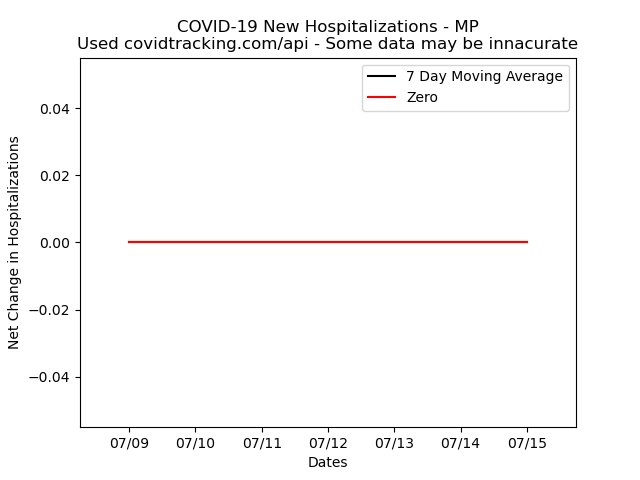 COVID-19 New Hospitalizations - MP
Used covidtracking.com/api - Some data may be innacurate
7 Day Moving Average
Zero
Net Change in Hospitalizations
0.04
0.02
0.00
−0.02
−0.04
07/09 07/10 07/11 07/12 07/13 07/14 07/15
Dates